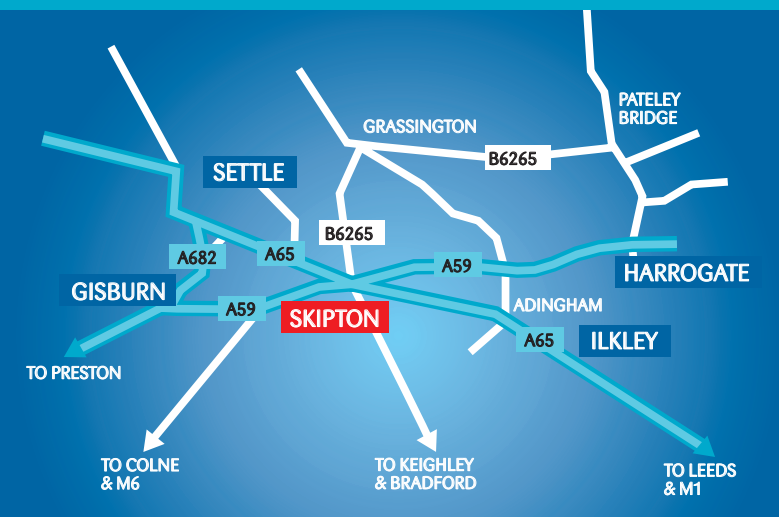 PATELEY
BRIDGE
GRASSINGTON
B6265
SETTLE
B6265
A682
A65
A59
HARROGATE
GISBURN
A59
SKIPTON
ADINGHAM
A65
ILKLEY
TO PRESTON
TO COLNE
& M6
TO KEIGHLEY
& BRADFORD
TO LEEDS
& M1